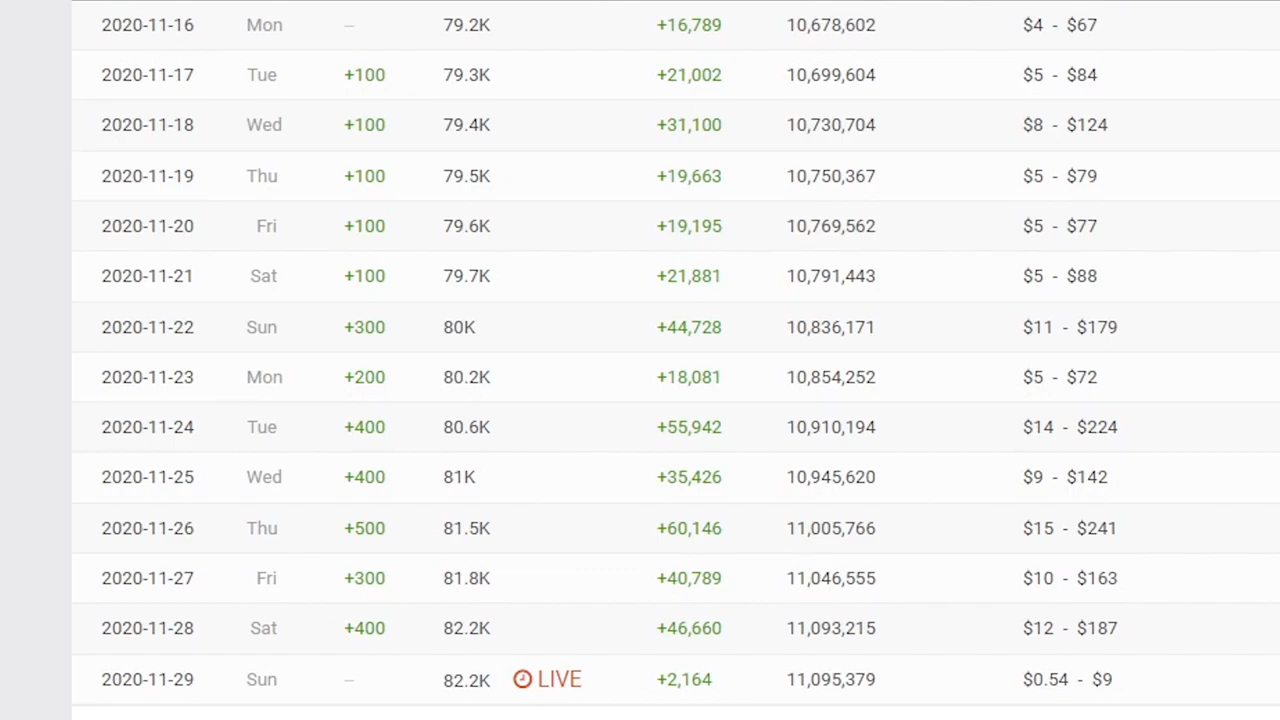 2020-11-16 Mon – 79.2K +16,789 10,678,602 $4 - $67
2020-11-17 Tue +100 79.3K +21,002 10,699,604 $5 - $84
2020-11-18 Wed +100 79.4K +31,100 10,730,704 $8 - $124
2020-11-19 Thu +100 79.5K +19,663 10,750,367 $5 - $79
2020-11-20 Fri +100 79.6K +19,195 10,769,562 $5 - $77
2020-11-21 Sat +100 79.7K +21,881 10,791,443 $5 - $88
2020-11-22 Sun +300 80K +44,728 10,836,171 $11 - $179
2020-11-23 Mon +200 80.2K +18,081 10,854,252 $5 - $72
2020-11-24 Tue +400 80.6K +55,942 10,910,194 $14 - $224
2020-11-25 Wed +400 81K +35,426 10,945,620 $9 - $142
2020-11-26 Thu +500 81.5K +60,146 11,005,766 $15 - $241
2020-11-27 Fri +300 81.8K +40,789 11,046,555 $10 - $163
2020-11-28 Sat +400 82.2K +46,660 11,093,215 $12 - $187
2020-11-29 Sun – 82.2K LIVE +2,164 11,095,379 $0.54 - $9